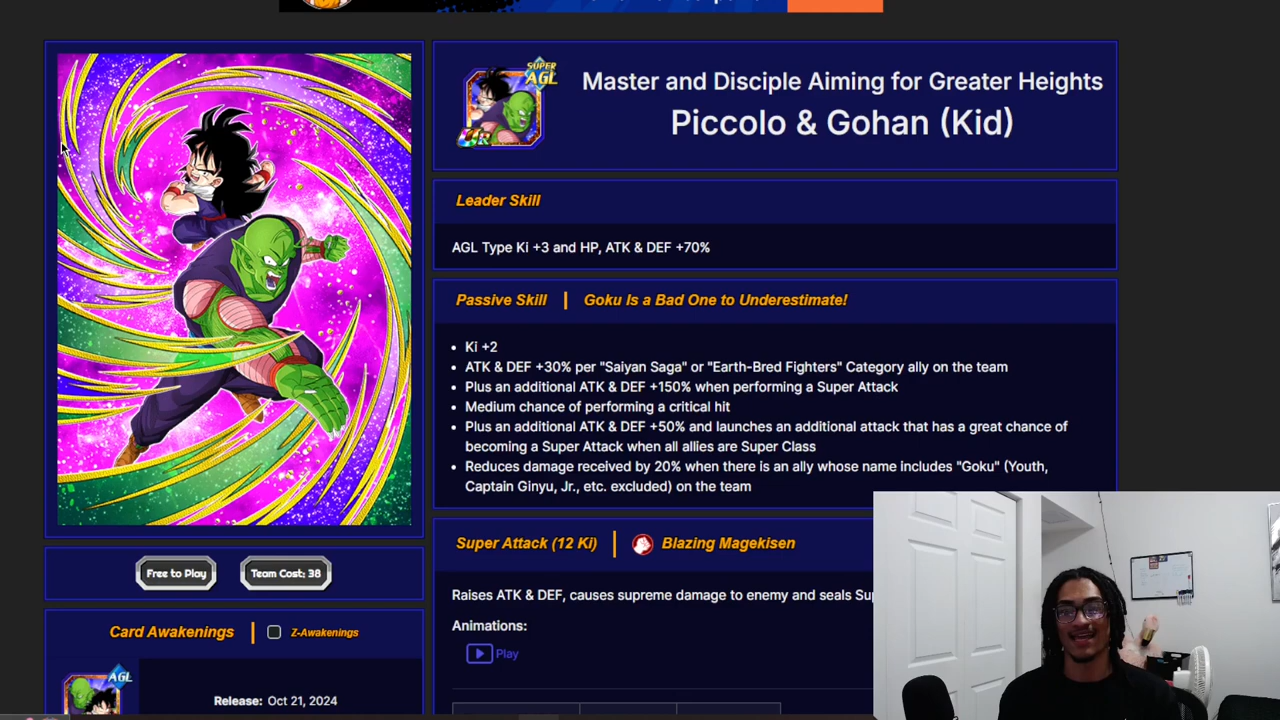 SUPER
AGL
UR
Master and Disciple Aiming for Greater Heights
Piccolo & Gohan (Kid)
Leader Skill
AGL Type Ki +3 and HP, ATK & DEF +70%
Passive Skill | Goku Is a Bad One to Underestimate!
• Ki +2
• ATK & DEF +30% per "Saiyan Saga" or "Earth-Bred Fighters" Category ally on the team
• Plus an additional ATK & DEF +150% when performing a Super Attack
• Medium chance of performing a critical hit
• Plus an additional ATK & DEF +50% and launches an additional attack that has a great chance of
becoming a Super Attack when all allies are Super Class
• Reduces damage received by 20% when there is an ally whose name includes "Goku" (Youth,
Captain Ginyu, Jr., etc. excluded) on the team
Super Attack (12 Ki) | Blazing Magekisen
Raises ATK & DEF, causes supreme damage to enemy and seals
Animations:
Play
Free to Play
Team Cost: 38
Card Awakenings | Z-Awakenings
AGL
Release: Oct 21, 2024